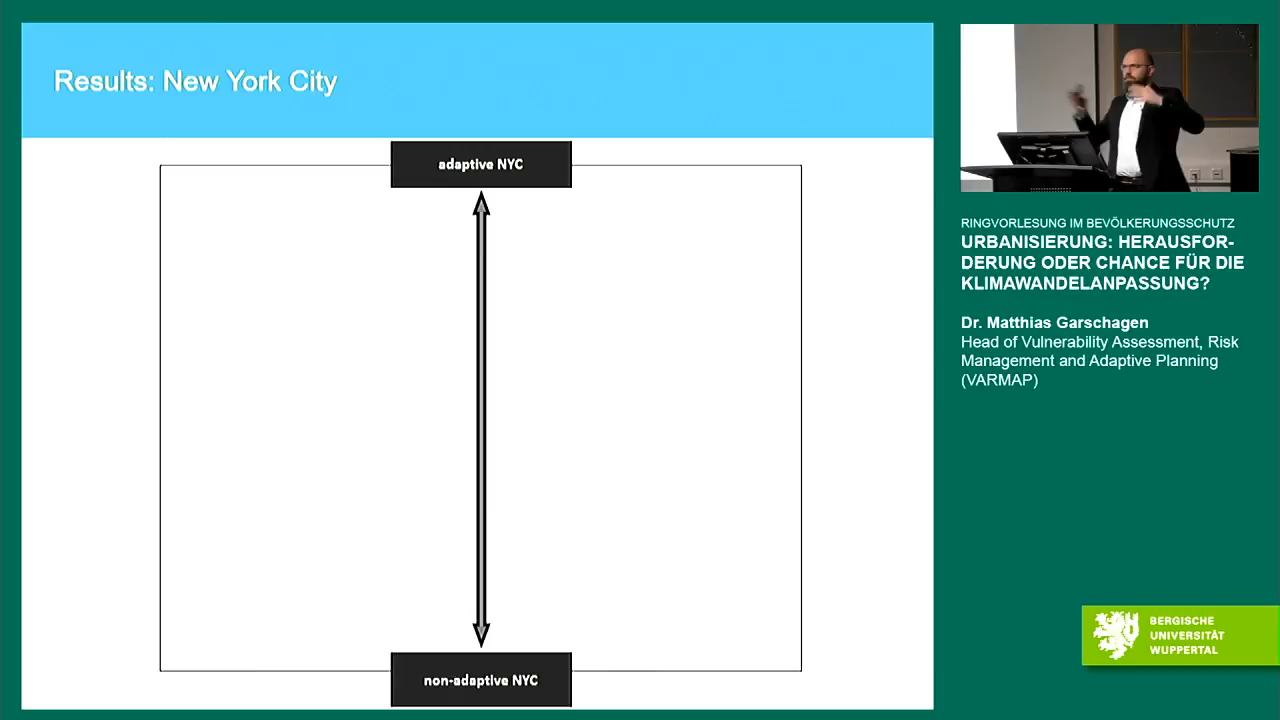 Results: New York City
adaptive NYC
non-adaptive NYC
RINGVORLESUNG IM BEVÖLKERUNGSSCHUTZ
URBANISIERUNG: HERAUSFOR-
DERUNG ODER CHANCE FÜR DIE
KLIMAWANDELANPASSUNG?
Dr. Matthias Garschagen
Head of Vulnerability Assessment, Risk
Management and Adaptive Planning
(VARMAP)
BERGISCHE
UNIVERSITÄT
WUPPERTAL